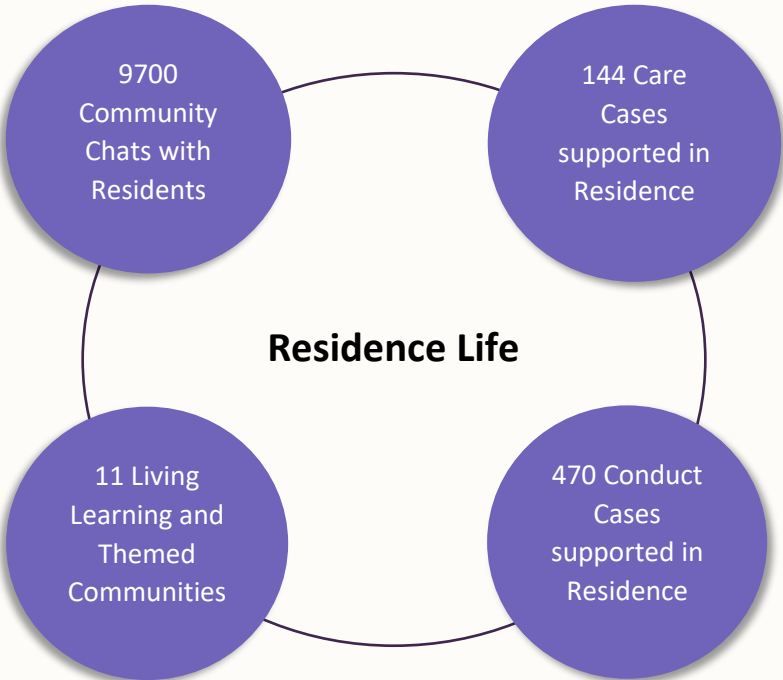 9700
Community
Chats with
Residents
144 Care
Cases
supported in
Residence
Residence Life
11 Living
Learning and
Themed
Communities
470 Conduct
Cases
supported in
Residence